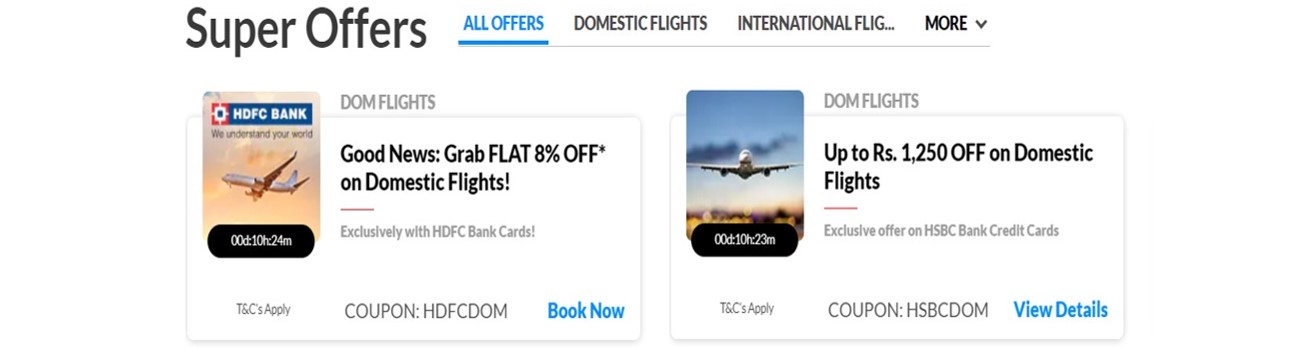 Super Offers
ALL OFFERS DOMESTIC FLIGHTS INTERNATIONAL FLIG... MORE
HDFC BANK
We understand your world
00d:10h:24m
DOM FLIGHTS
Good News: Grab FLAT 8% OFF*
on Domestic Flights!
Exclusively with HDFC Bank Cards!
T&C's Apply COUPON: HDFCDOM Book Now
00d:10h:23m
DOM FLIGHTS
Up to Rs. 1,250 OFF on Domestic
Flights
Exclusive offer on HSBC Bank Credit Cards
T&C's Apply COUPON: HSBCDOM View Details